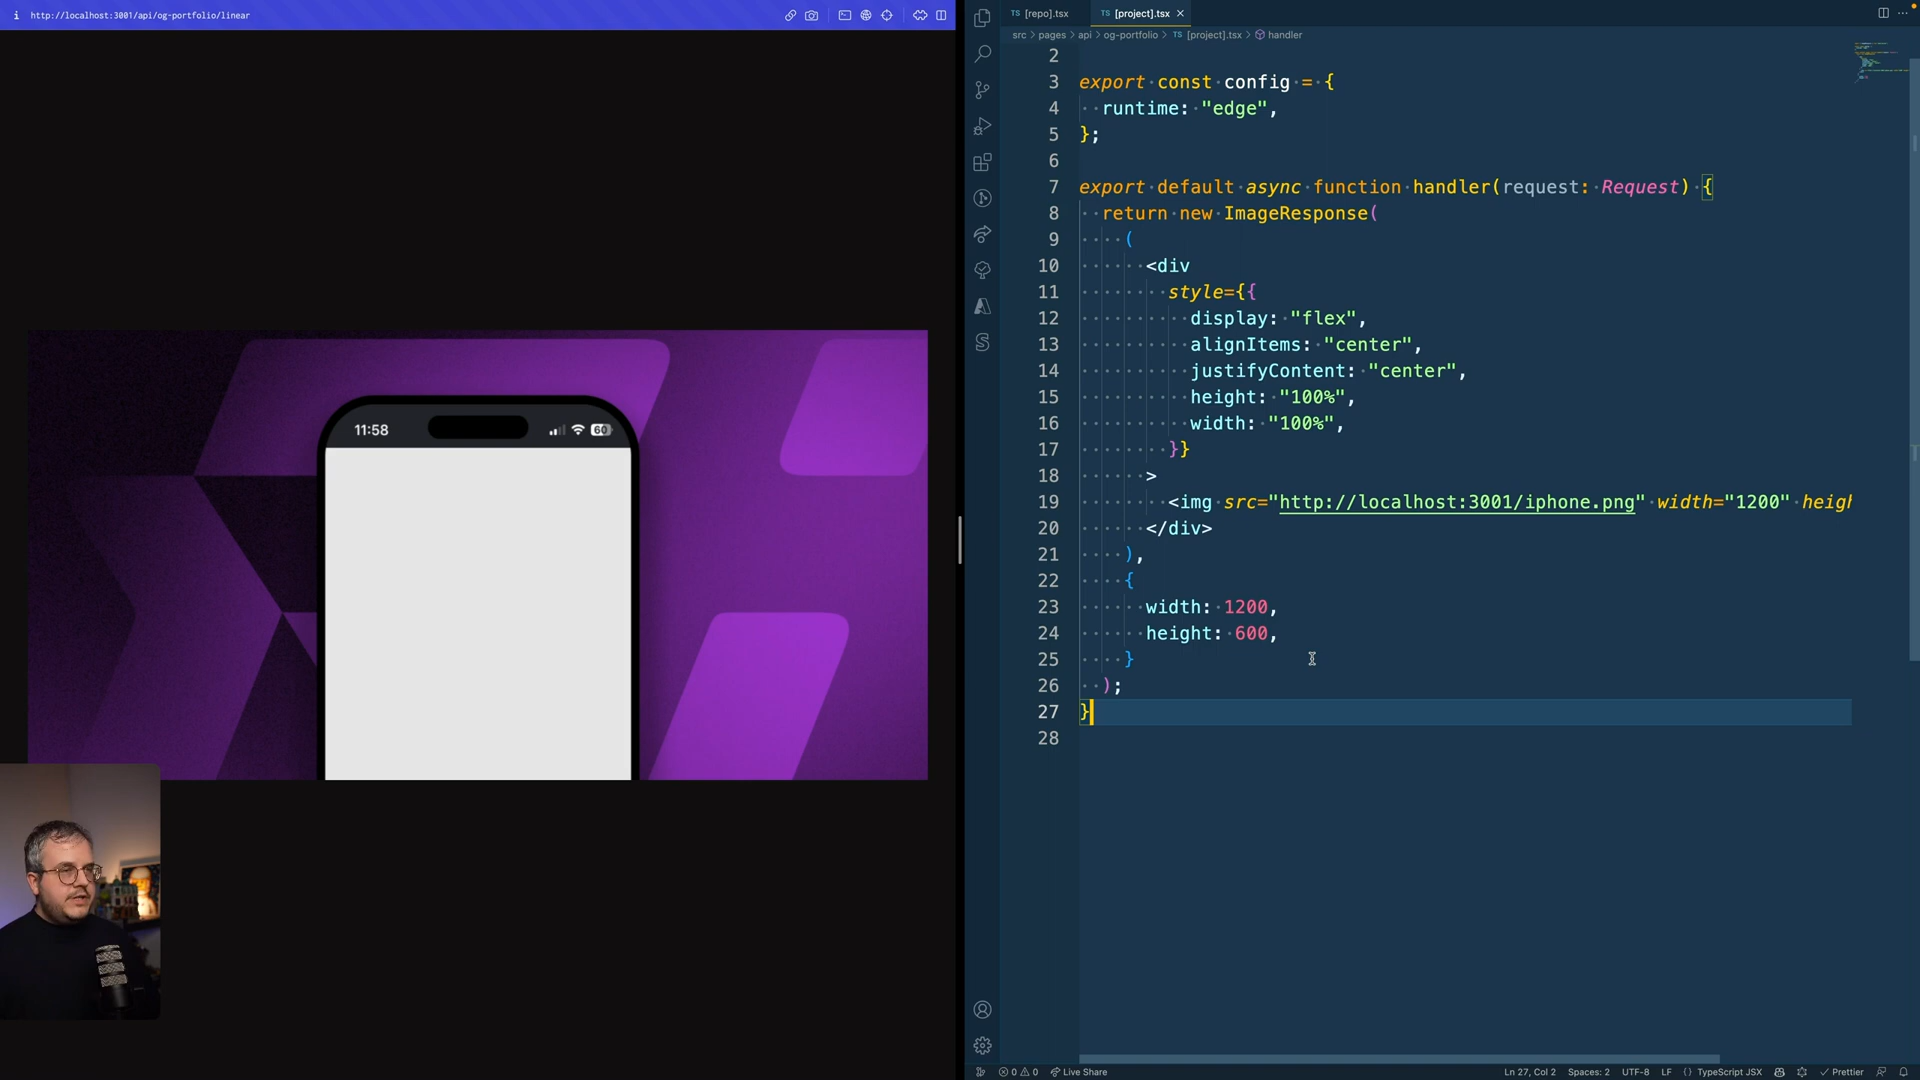 http://localhost:3001/api/og-portfolio/linear
11:58
60
TS [repo].tsx
TS [project].tsx
src > pages > api > og-portfolio > TS [project].tsx > handler
2
3 export const config = {
4 runtime: "edge",
5 };
6
7 export default async function handler(request: Request) {
8 return new ImageResponse(
9 (
10 <div
11 style={{
12 display: "flex",
13 alignItems: "center",
14 justifyContent: "center",
15 height: "100%",
16 width: "100%",
17 }}
18 >
19 <img src="http://localhost:3001/iphone.png" width="1200" heigh
20 </div>
21 ),
22 {
23 width: 1200,
24 height: 600,
25 }
26 );
27 }
28
0 0 Live Share
Ln 27, Col 2 Spaces: 2 UTF-8 LF {} TypeScript JSX Prettier